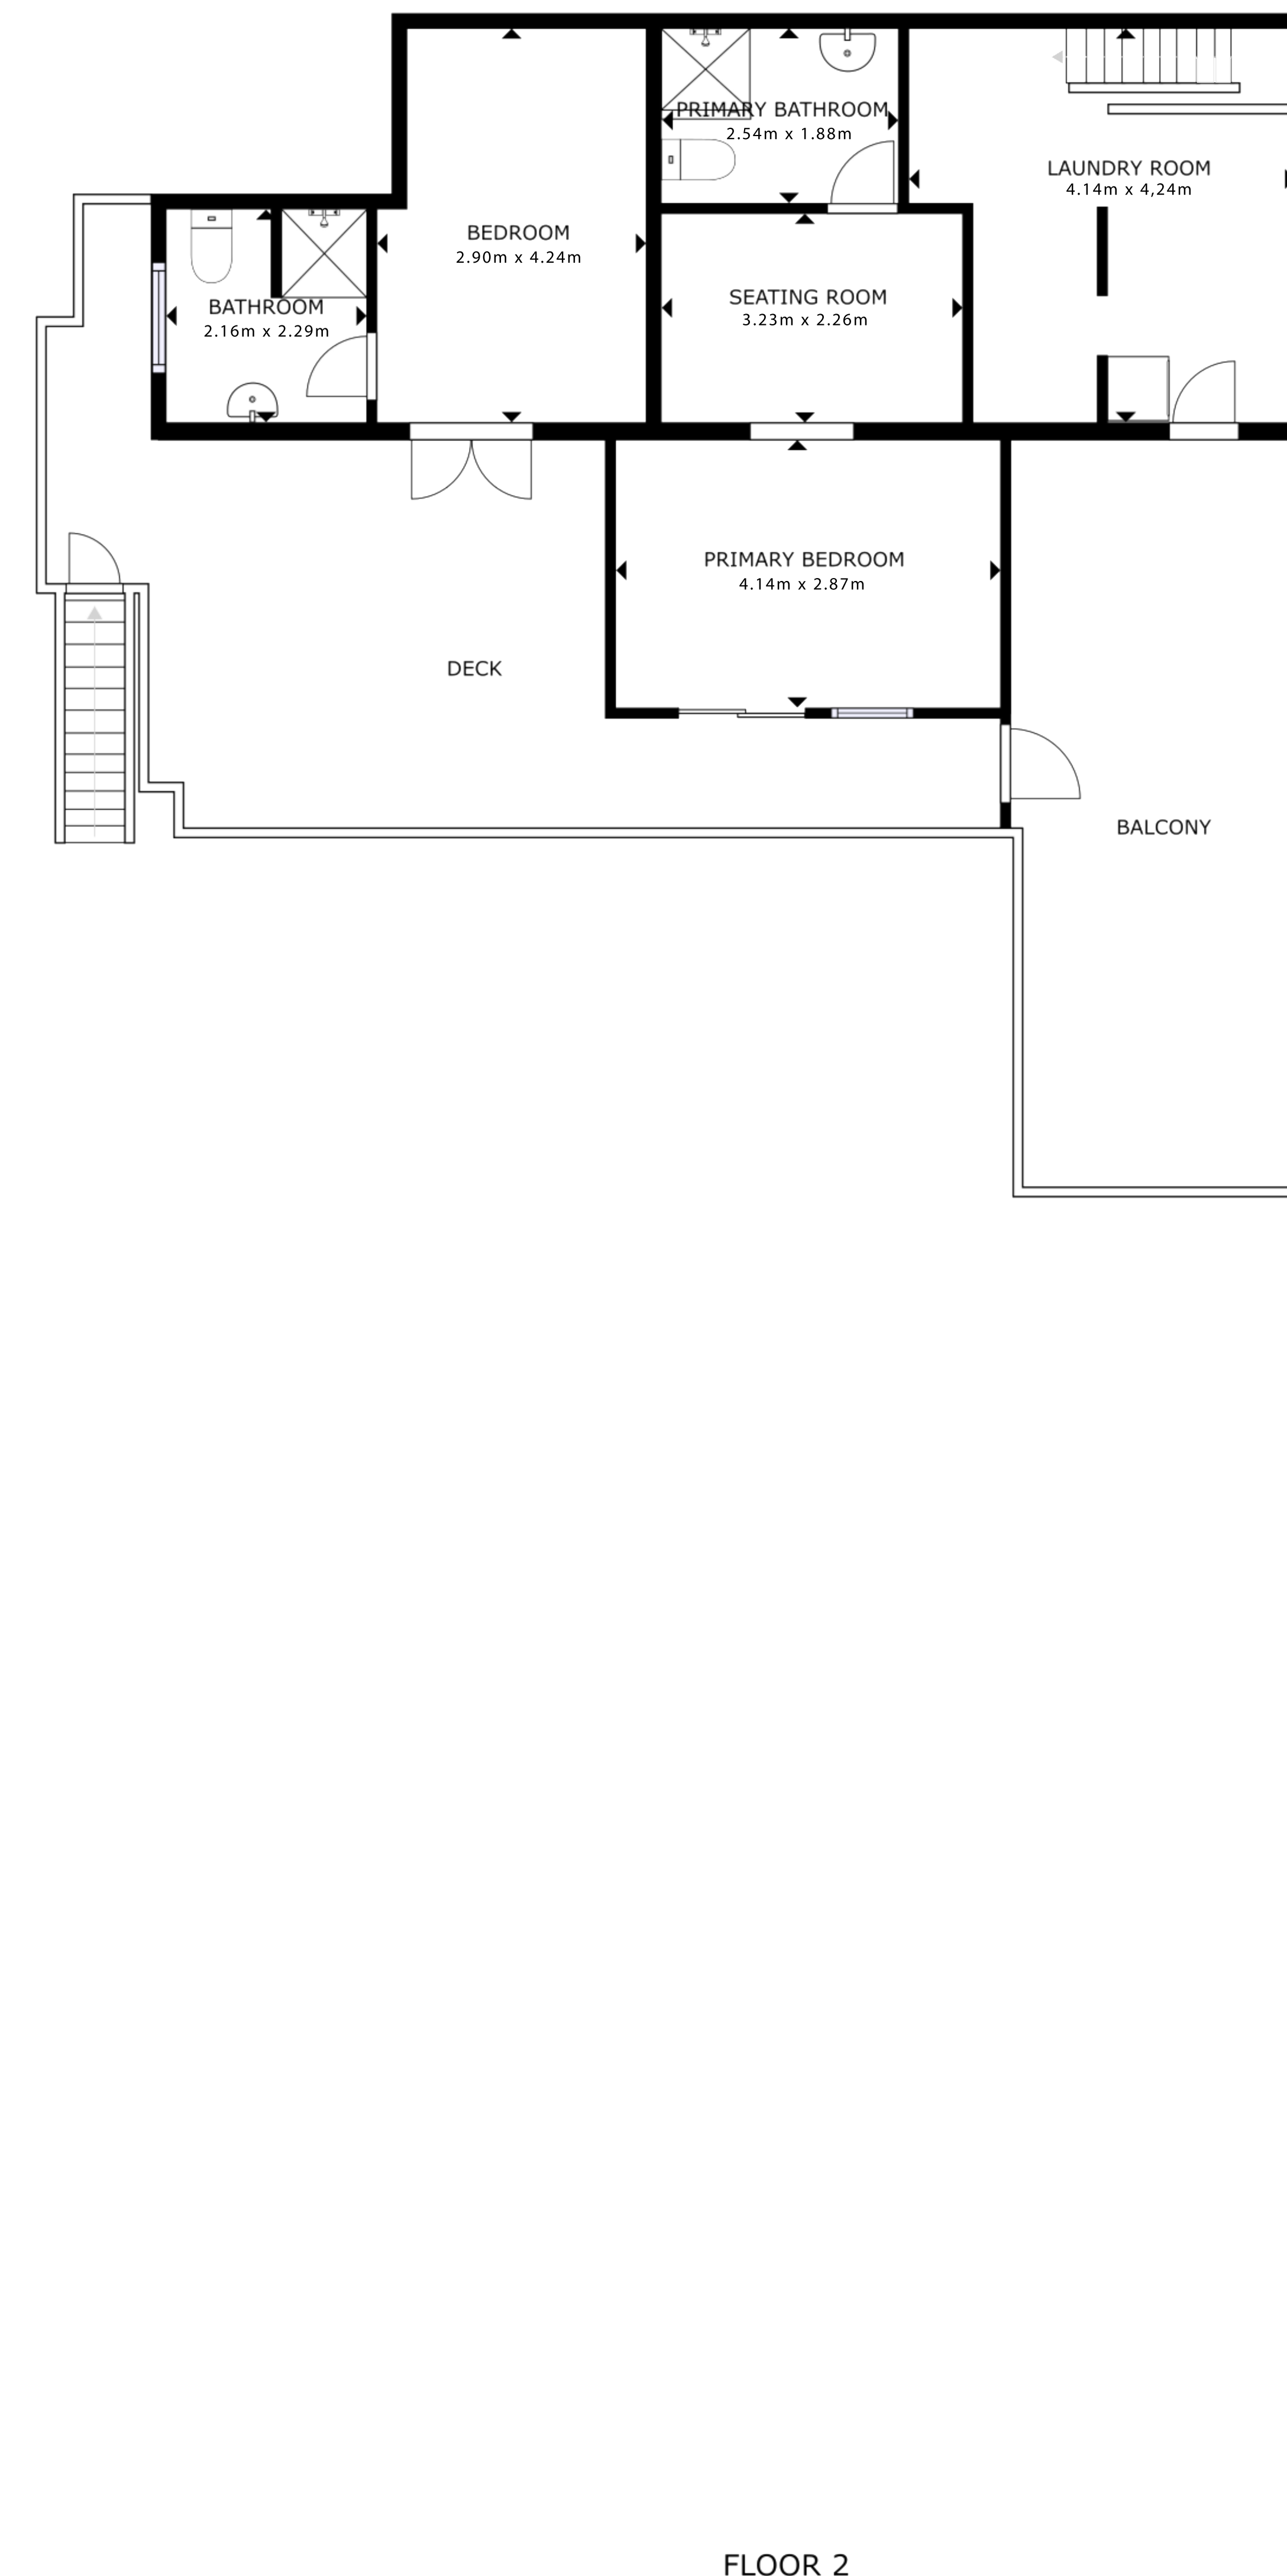 PRIMARY BATHROOM
2.54m x 1.88m
LAUNDRY ROOM
4.14m x 4,24m
BEDROOM
2.90m x 4.24m
SEATING ROOM
3.23m x 2.26m
BATHROOM
2.16m x 2.29m
PRIMARY BEDROOM
4.14m x 2.87m
DECK
BALCONY
FLOOR 2